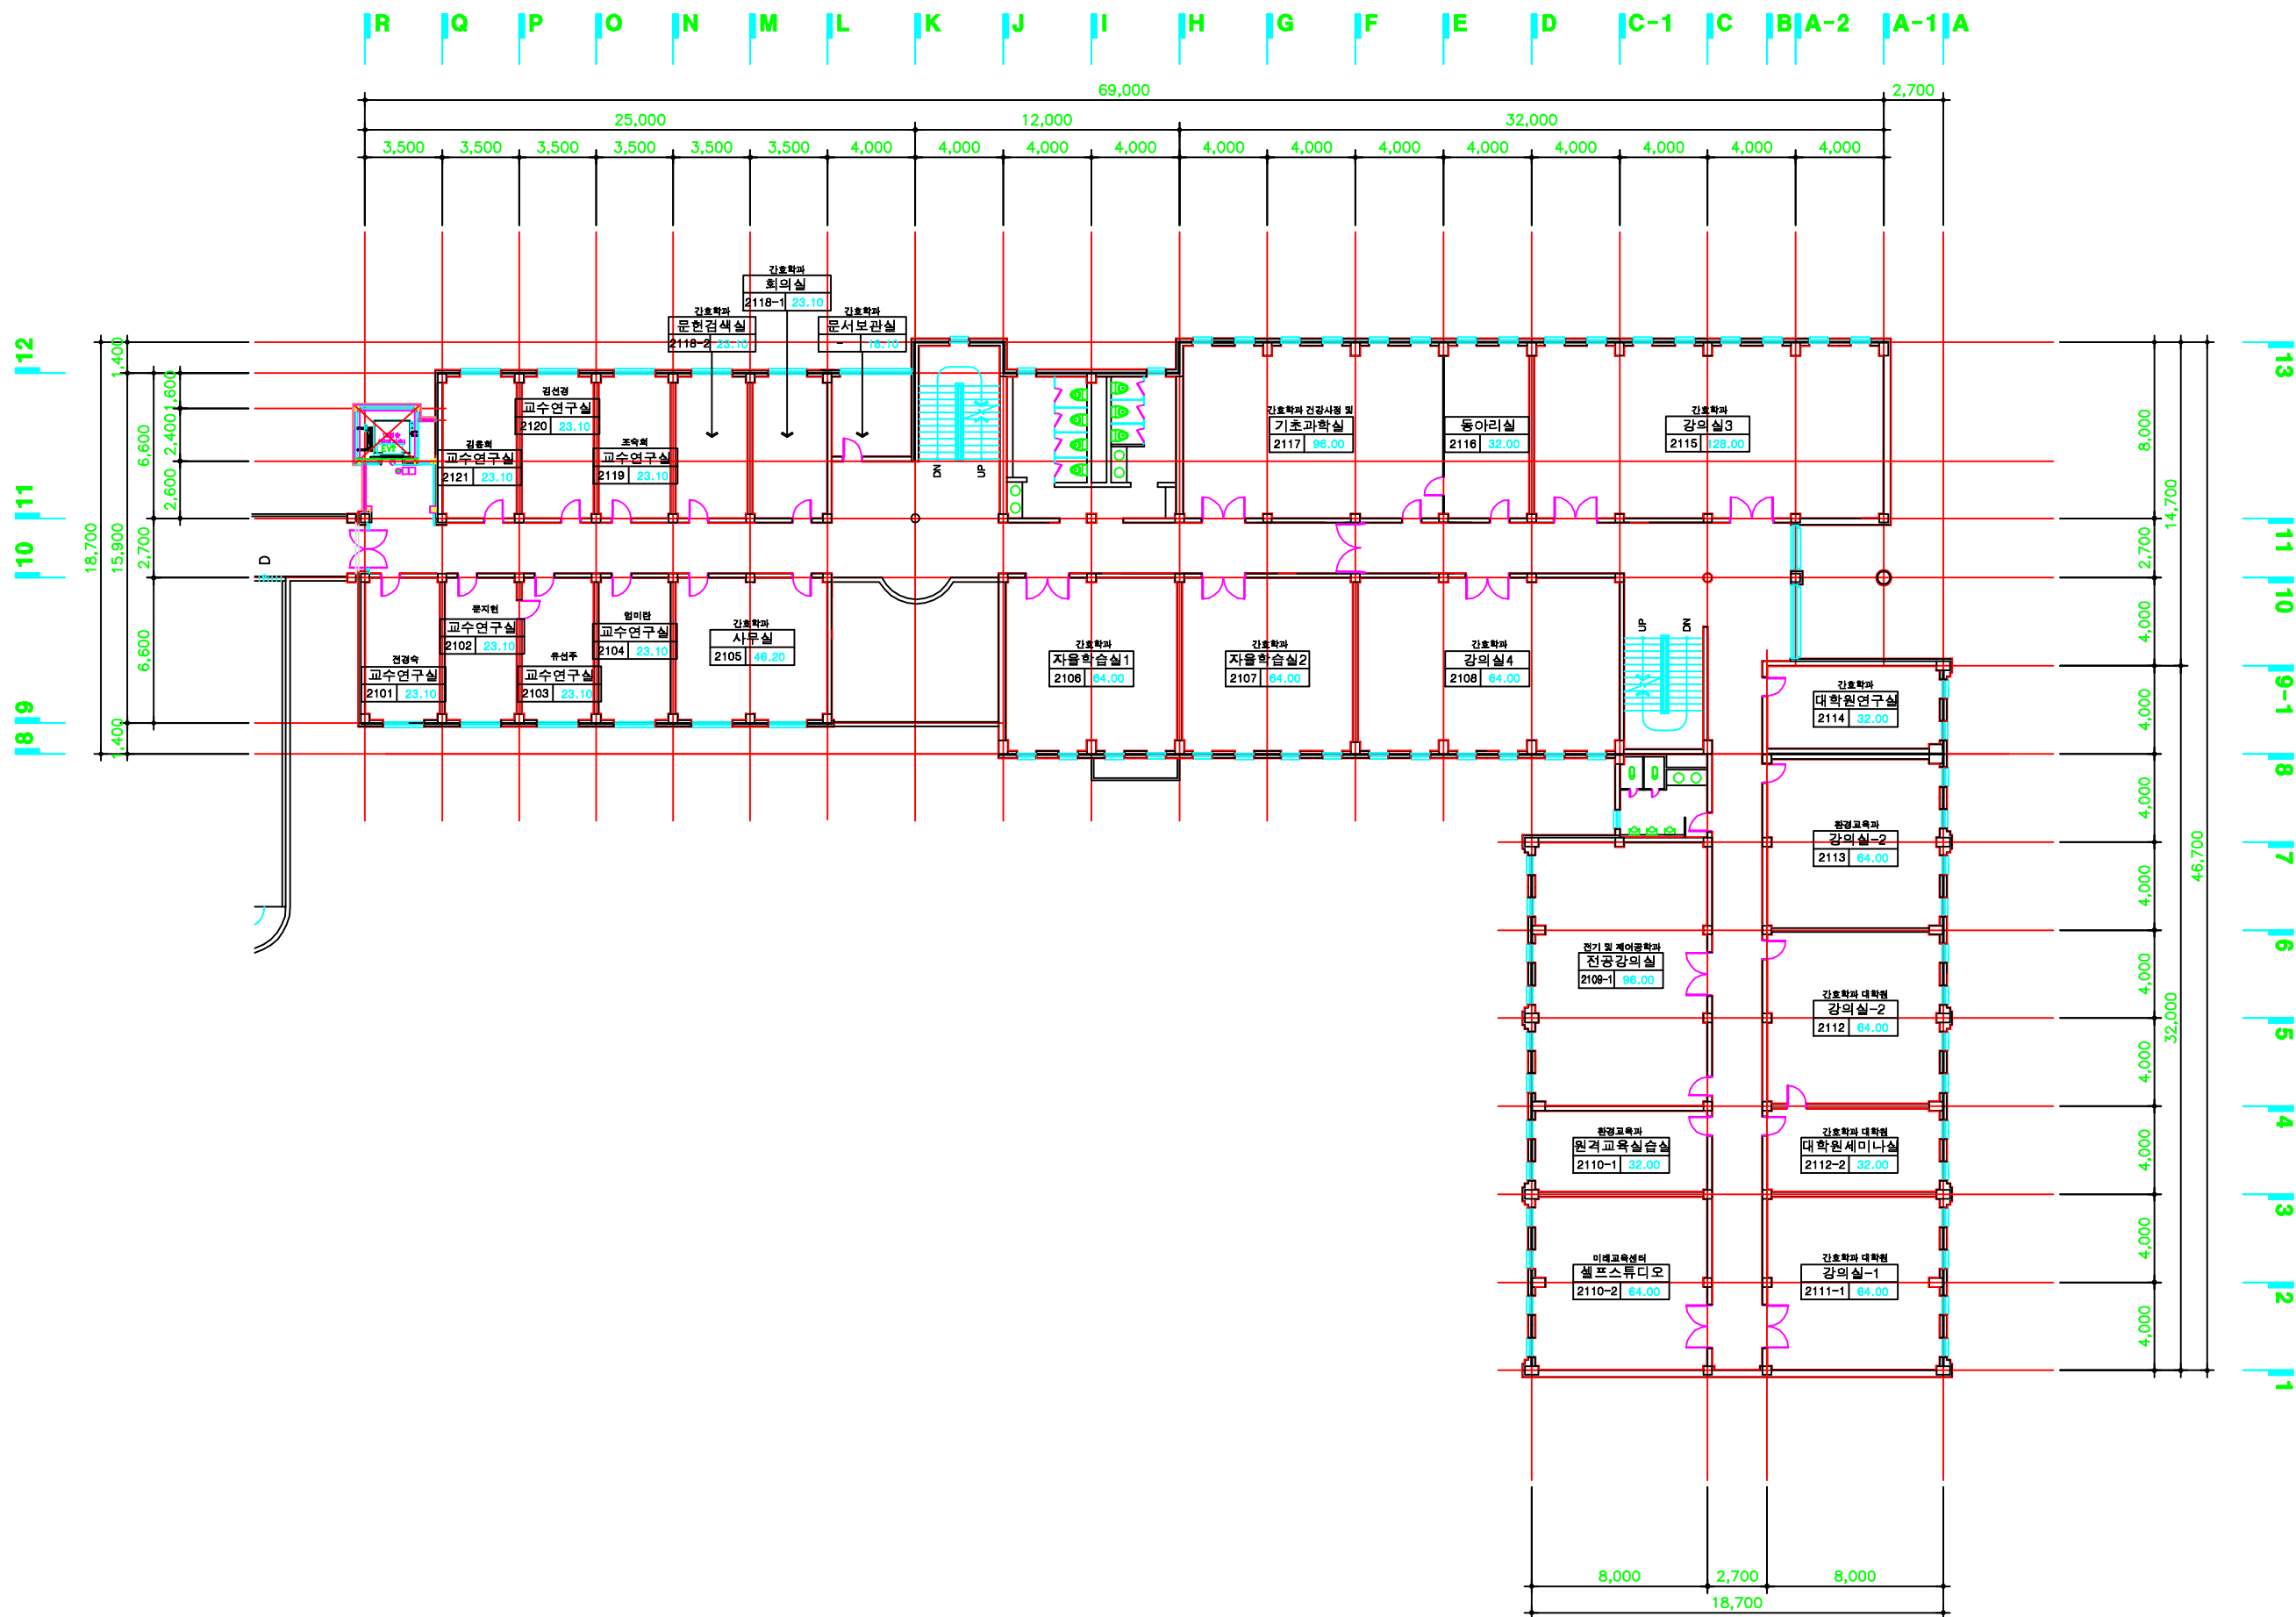 R Q P O N M L K J I H G F E D C-1 C B A-2 A-1 A
69,000 2,700
25,000 12,000 32,000
3,500 3,500 3,500 3,500 3,500 3,500 4,000 4,000 4,000 4,000 4,000 4,000 4,000 4,000 4,000 4,000 4,000 4,000
간호학과
회의실
2118-1 23.10
간호학과
문헌검색실
2118-2 23.10
간호학과
문서보관실
- 16.10
12
11
10
9
8
1,400
1,600
2,400
6,600
2,600
18,700
15,900
2,700
6,600
1,400
김선경
교수연구실
2120 23.10
김윤희
교수연구실
2121 23.10
조숙희
교수연구실
2119 23.10
DN UP
간호학과 건강사정 및
기초과학실
2117 96.00
동아리실
2116 32.00
간호학과
강의실3
2115 128.00
D
전경숙
교수연구실
2101 23.10
문지현
교수연구실
2102 23.10
유선주
교수연구실
2103 23.10
엄미란
교수연구실
2104 23.10
간호학과
사무실
2105 46.20
간호학과
자율학습실1
2106 64.00
간호학과
자율학습실2
2107 64.00
간호학과
강의실4
2108 64.00
UP DN
간호학과
대학원연구실
2114 32.00
환경교육과
강의실-2
2113 64.00
전기 및 제어공학과
전공강의실
2109-1 96.00
간호학과 대학원
강의실-2
2112 64.00
환경교육과
원격교육실습실
2110-1 32.00
간호학과 대학원
대학원세미나실
2112-2 32.00
미래교육센터
셀프스튜디오
2110-2 64.00
간호학과 대학원
강의실-1
2111-1 64.00
13
11
10
9-1
8
7
6
5
4
3
2
1
8,000
14,700
2,700
4,000
4,000
4,000
46,700
4,000
4,000
32,000
4,000
4,000
4,000
4,000
8,000 2,700 8,000
18,700